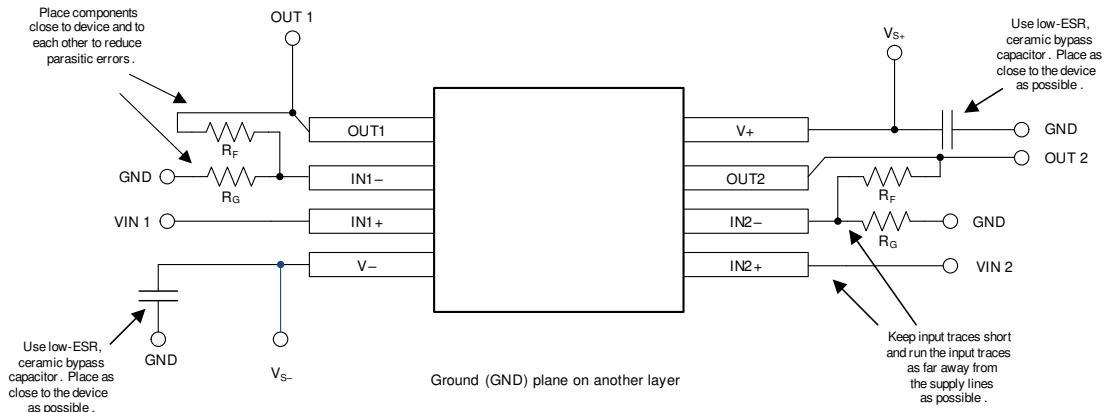 Place components
close to device and to
each other to reduce
parasitic errors .
OUT 1
VS+
Use low-ESR,
ceramic bypass
capacitor . Place as
close to the device
as possible .
OUT1
V+
GND
RF
OUT2
OUT 2
GND
IN1−
RF
RG
VIN 1
IN1+
IN2−
GND
RG
V−
IN2+
VIN 2
Use low-ESR,
ceramic bypass
capacitor . Place as
close to the device
as possible .
GND
VS−
Ground (GND) plane on another layer
Keep input traces short
and run the input traces
as far away from
the supply lines
as possible .